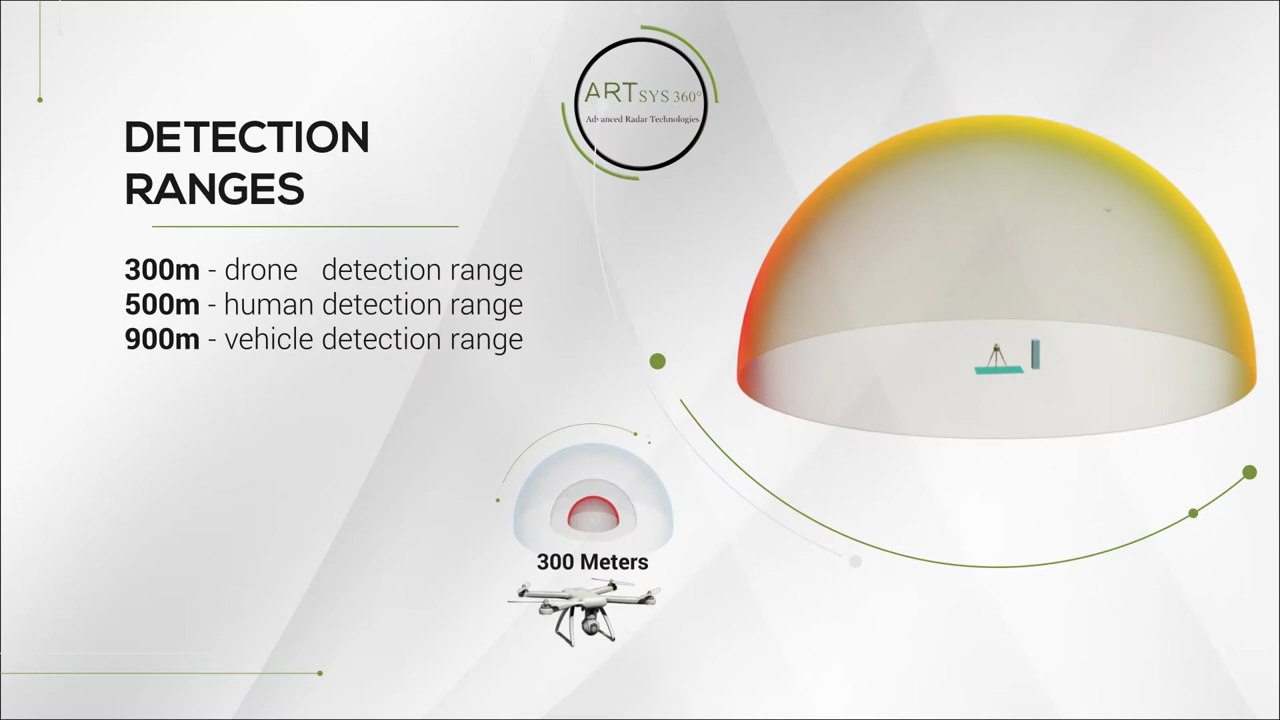 ARTSYS 360°
Advanced Radar Technologies
DETECTION
RANGES
300m - drone detection range
500m - human detection range
900m - vehicle detection range
300 Meters